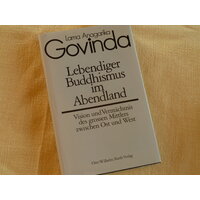 Lama Anagarika
Govinda
Lebendiger
Buddhismus
im
Abendland
Vision und Vermächtnis
des grossen Mittlers
zwischen Ost und West
Otto Wilhelm Barth Verlag